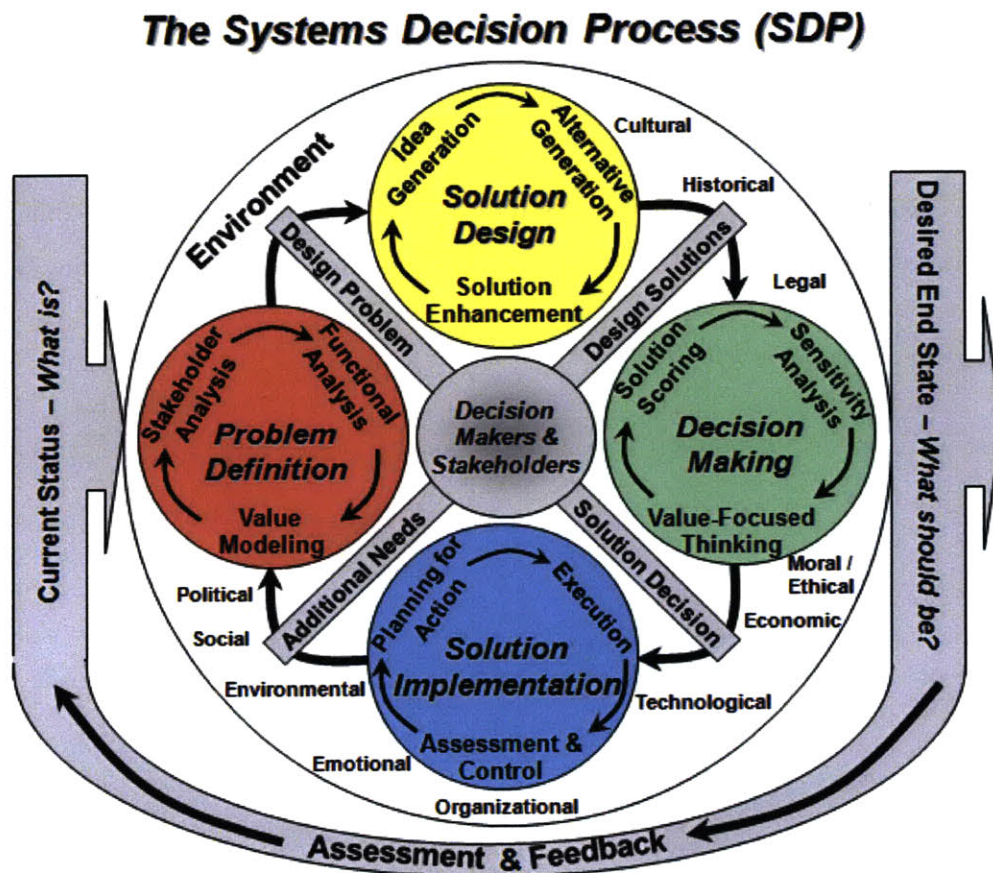 The Systems Decision Process (SDP)
Environment
Cultural
Historical
Legal
Moral /
Ethical
Economic
Technological
Organizational
Emotional
Environmental
Social
Political
Idea
Generation
Alternative
Generation
Solution
Design
Solution
Enhancement
Design Problem
Design Solutions
Stakeholder
Analysis
Functional
Analysis
Problem
Definition
Value
Modeling
Decision
Makers &
Stakeholders
Solution
Scoring
Sensitivity
Analysis
Decision
Making
Value-Focused
Thinking
Additional Needs
Solution Decision
Planning for
Action
Execution
Solution
Implementation
Assessment &
Control
Current Status – What is?
Desired End State – What should be?
Assessment & Feedback